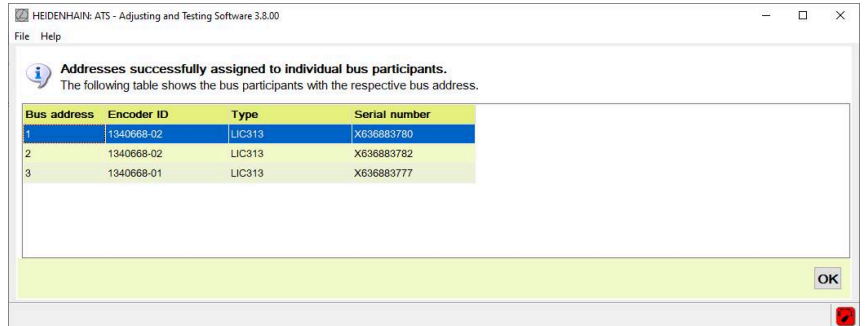 HEIDENHAIN: ATS - Adjusting and Testing Software 3.8.00
File Help
Addresses successfully assigned to individual bus participants.
The following table shows the bus participants with the respective bus address.
Bus address Encoder ID Type Serial number
1 1340668-02 LIC313 X636883780
2 1340668-02 LIC313 X636883782
3 1340668-01 LIC313 X636883777
OK